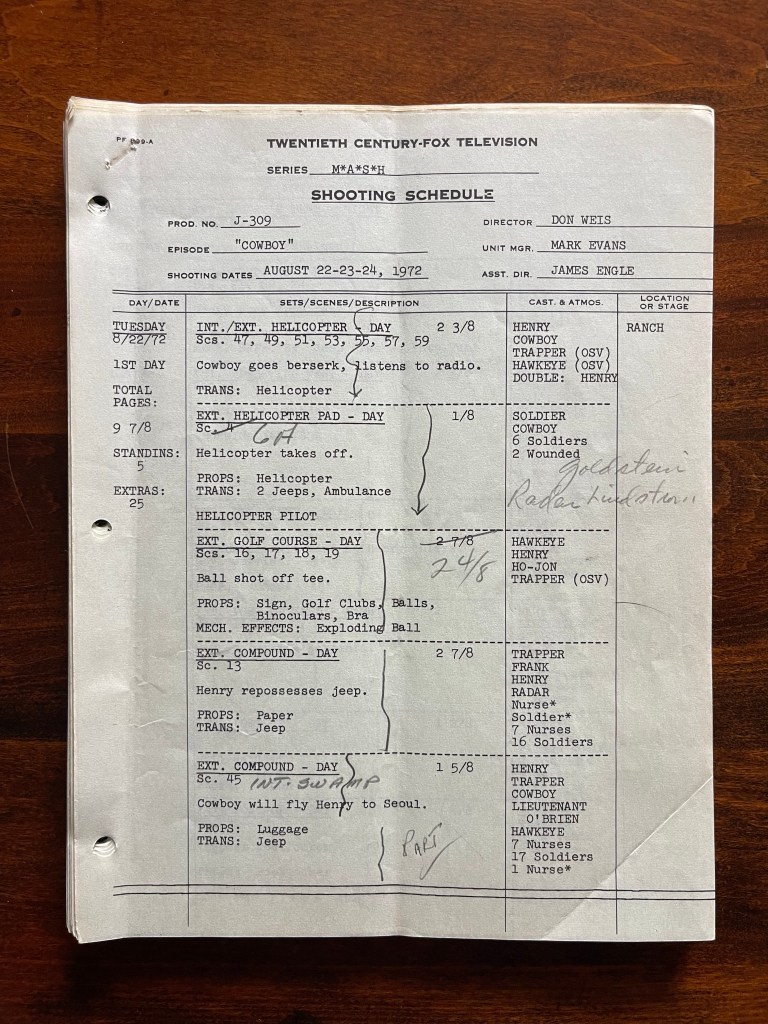 PF 099-A
TWENTIETH CENTURY-FOX TELEVISION
SERIES M*A*S*H
SHOOTING SCHEDULE
PROD. NO. J-309
DIRECTOR DON WEIS
EPISODE "COWBOY"
UNIT MGR. MARK EVANS
SHOOTING DATES AUGUST 22-23-24, 1972
ASST. DIR. JAMES ENGLE
DAY/DATE
SETS/SCENES/DESCRIPTION
CAST. & ATMOS.
LOCATION
OR STAGE
TUESDAY
8/22/72
1ST DAY
TOTAL
PAGES:
9 7/8
STANDINS:
5
EXTRAS:
25
INT./EXT. HELICOPTER - DAY 2 3/8
Scs. 47, 49, 51, 53, 55, 57, 59
Cowboy goes berserk, listens to radio.
TRANS: Helicopter
HENRY
COWBOY
TRAPPER (OSV)
HAWKEYE (OSV)
DOUBLE: HENRY
RANCH
EXT. HELICOPTER PAD - DAY 1/8
Sc. 4 6A
Helicopter takes off.
PROPS: Helicopter
TRANS: 2 Jeeps, Ambulance
HELICOPTER PILOT
SOLDIER
COWBOY
6 Soldiers
2 Wounded
Goldstein
Radar Lindstrom
EXT. GOLF COURSE - DAY 2 7/8
Scs. 16, 17, 18, 19
2 4/8
Ball shot off tee.
PROPS: Sign, Golf Clubs, Balls,
Binoculars, Bra
MECH. EFFECTS: Exploding Ball
HAWKEYE
HENRY
HO-JON
TRAPPER (OSV)
EXT. COMPOUND - DAY 2 7/8
Sc. 13
Henry repossesses jeep.
PROPS: Paper
TRANS: Jeep
TRAPPER
FRANK
HENRY
RADAR
Nurse*
Soldier*
7 Nurses
16 Soldiers
EXT. COMPOUND - DAY 1 5/8
Sc. 45 INT. SWAMP
Cowboy will fly Henry to Seoul.
PROPS: Luggage
TRANS: Jeep
PART
HENRY
TRAPPER
COWBOY
LIEUTENANT
O'BRIEN
HAWKEYE
7 Nurses
17 Soldiers
1 Nurse*